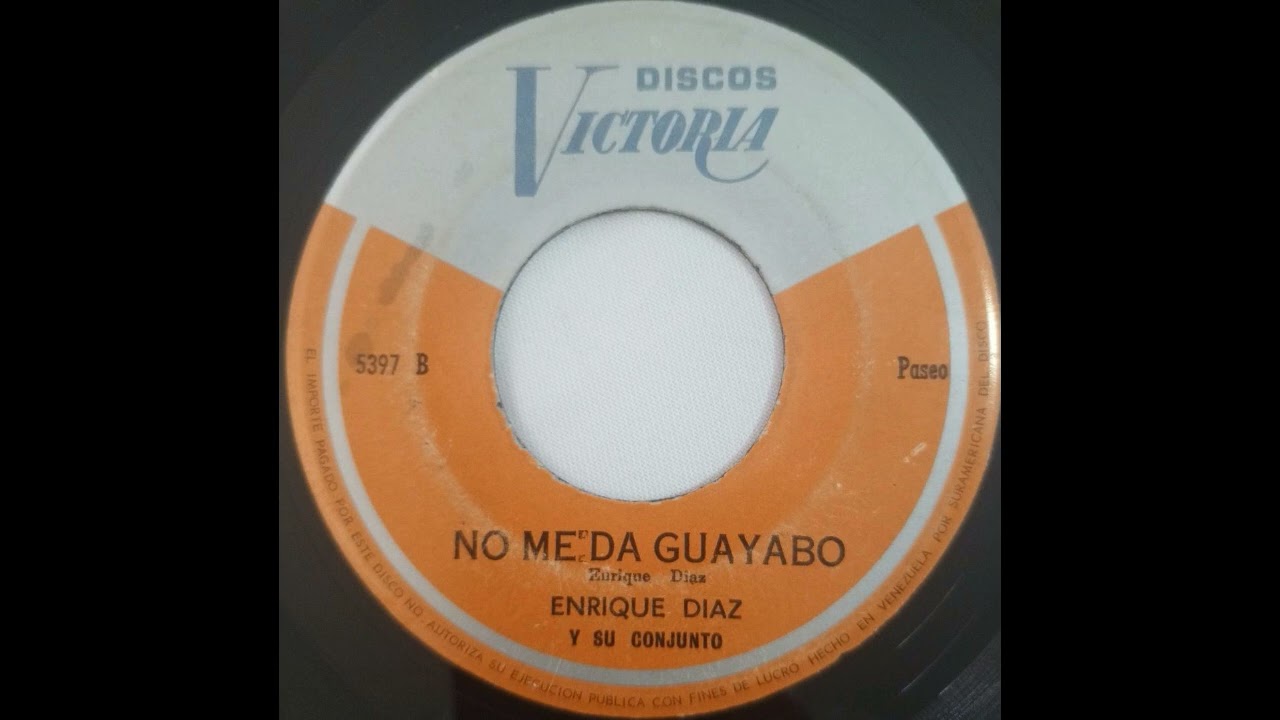 DISCOS
VICTORIA
5397 B
Paseo
NO ME DA GUAYABO
Enrique Diaz
ENRIQUE DIAZ
Y SU CONJUNTO
EL IMPORTE PAGADO POR ESTE DISCO NO AUTORIZA SU EJECUCION PUBLICA CON FINES DE LUCRO HECHO EN VENEZUELA POR SURAMERICANA DEL DISCO